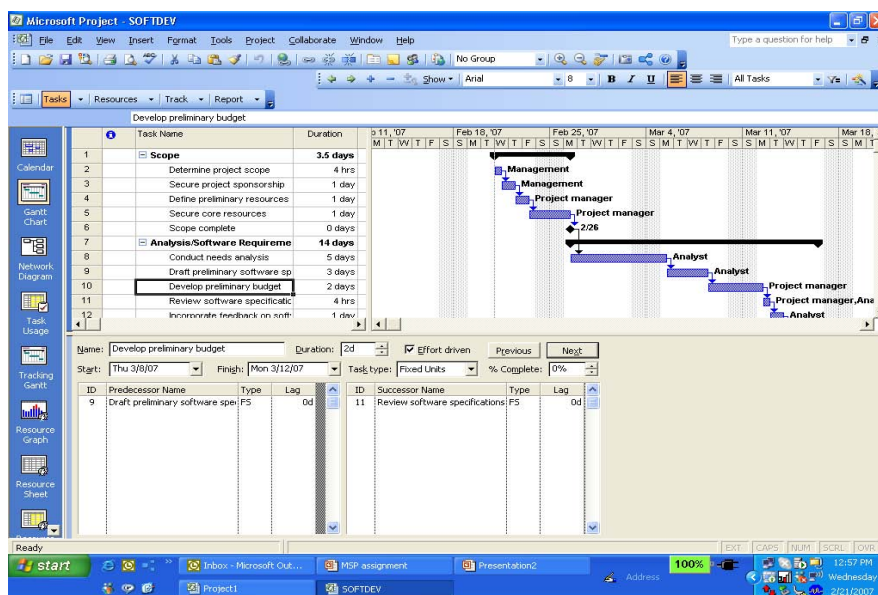 Microsoft Project - SOFTDEV
File Edit View Insert Format Tools Project Collaborate Window Help
Type a question for help
No Group
Show Arial 8 B I U All Tasks
Tasks Resources Track Report
Develop preliminary budget
Task Name Duration
11, '07 Feb 18, '07 Feb 25, '07 Mar 4, '07 Mar 11, '07 Mar 18,
M T W T F S S M T W T F S S M T W T F S S M T W T F S S M T W T F S S M T
1 Scope 3.5 days
2 Determine project scope 4 hrs Management
3 Secure project sponsorship 1 day Management
4 Define preliminary resources 1 day Project manager
5 Secure core resources 1 day Project manager
6 Scope complete 0 days 2/26
7 Analysis/Software Requireme 14 days
8 Conduct needs analysis 5 days Analyst
9 Draft preliminary software sp 3 days Analyst
10 Develop preliminary budget 2 days Project manager
11 Review software specificatic 4 hrs Project manager,Ana
12 Incorporate feedback on soft 1 day Analyst
Calendar
Gantt Chart
Network Diagram
Task Usage
Tracking Gantt
Resource Graph
Resource Sheet
Name: Develop preliminary budget Duration: 2d Effort driven Previous Next
Start: Thu 3/8/07 Finish: Mon 3/12/07 Task type: Fixed Units % Complete: 0%
ID Predecessor Name Type Lag ID Successor Name Type Lag
9 Draft preliminary software spe FS 0d 11 Review software specifications FS 0d
Ready
EXT CAPS NUM SCRL OVR
start
Inbox - Microsoft Out...
MSP assignment
Presentation2
100%
12:57 PM
Address
Wednesday
Project1
SOFTDEV
2/21/2007